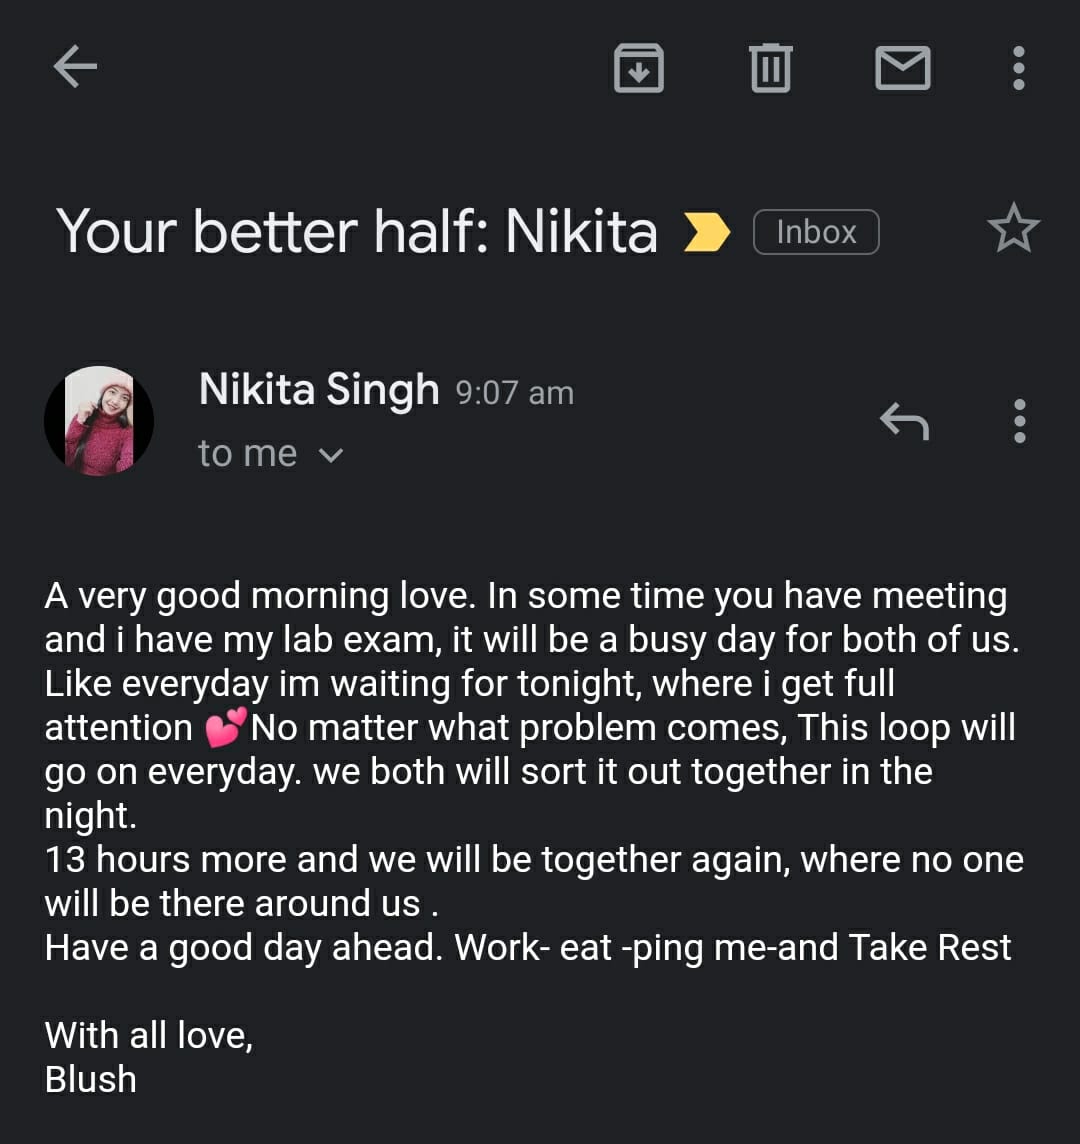 Your better half: Nikita Inbox
Nikita Singh 9:07 am
to me
A very good morning love. In some time you have meeting
and i have my lab exam, it will be a busy day for both of us.
Like everyday im waiting for tonight, where i get full
attention 💕No matter what problem comes, This loop will
go on everyday. we both will sort it out together in the
night.
13 hours more and we will be together again, where no one
will be there around us .
Have a good day ahead. Work- eat -ping me-and Take Rest
With all love,
Blush